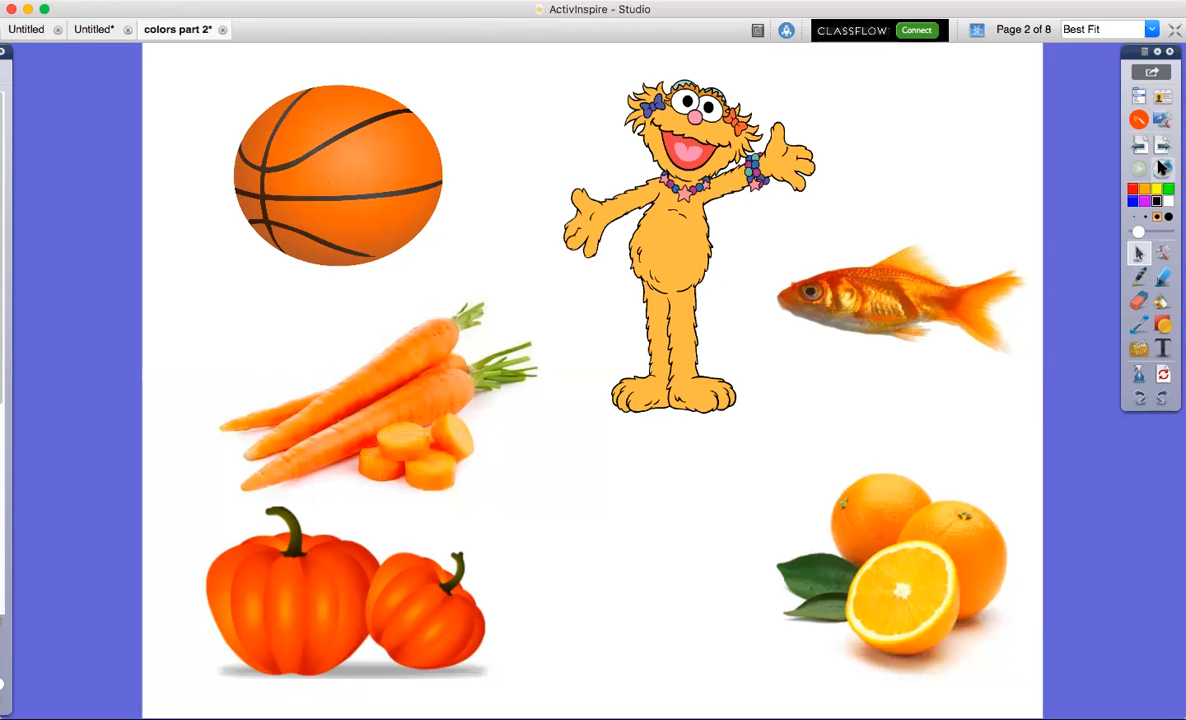 ActivInspire - Studio
Untitled
Untitled*
colors part 2*
CLASSFLOW
Connect
Page 2 of 8
Best Fit
T